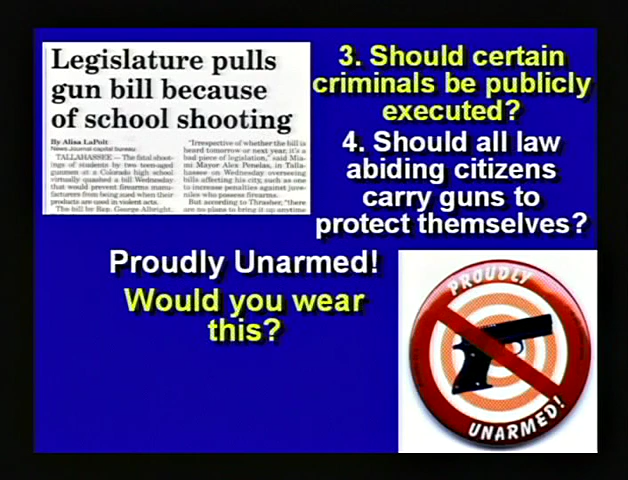 Legislature pulls
gun bill because
of school shooting
By Alisa LaPolt
News-Journal capital bureau
TALLAHASSEE — The fatal shoot-
ings of students by two teen-aged
gunmen at a Colorado high school
virtually quashed a bill Wednesday
that would prevent firearms manu-
facturers from being sued when their
products are used in violent acts.
The bill by Rep. George Albright,
"Irrespective of whether the bill is
heard tomorrow or next year, it's a
bad piece of legislation," said Mia-
mi Mayor Alex Penelas, in Talla-
hassee on Wednesday overseeing
bills affecting his city, such as one
to increase penalties against juve-
niles who possess firearms.
But according to Thrasher, "there
are no plans to bring it up anytime
3. Should certain
criminals be publicly
executed?
4. Should all law
abiding citizens
carry guns to
protect themselves?
Proudly Unarmed!
Would you wear
this?
PROUDLY
UNARMED!